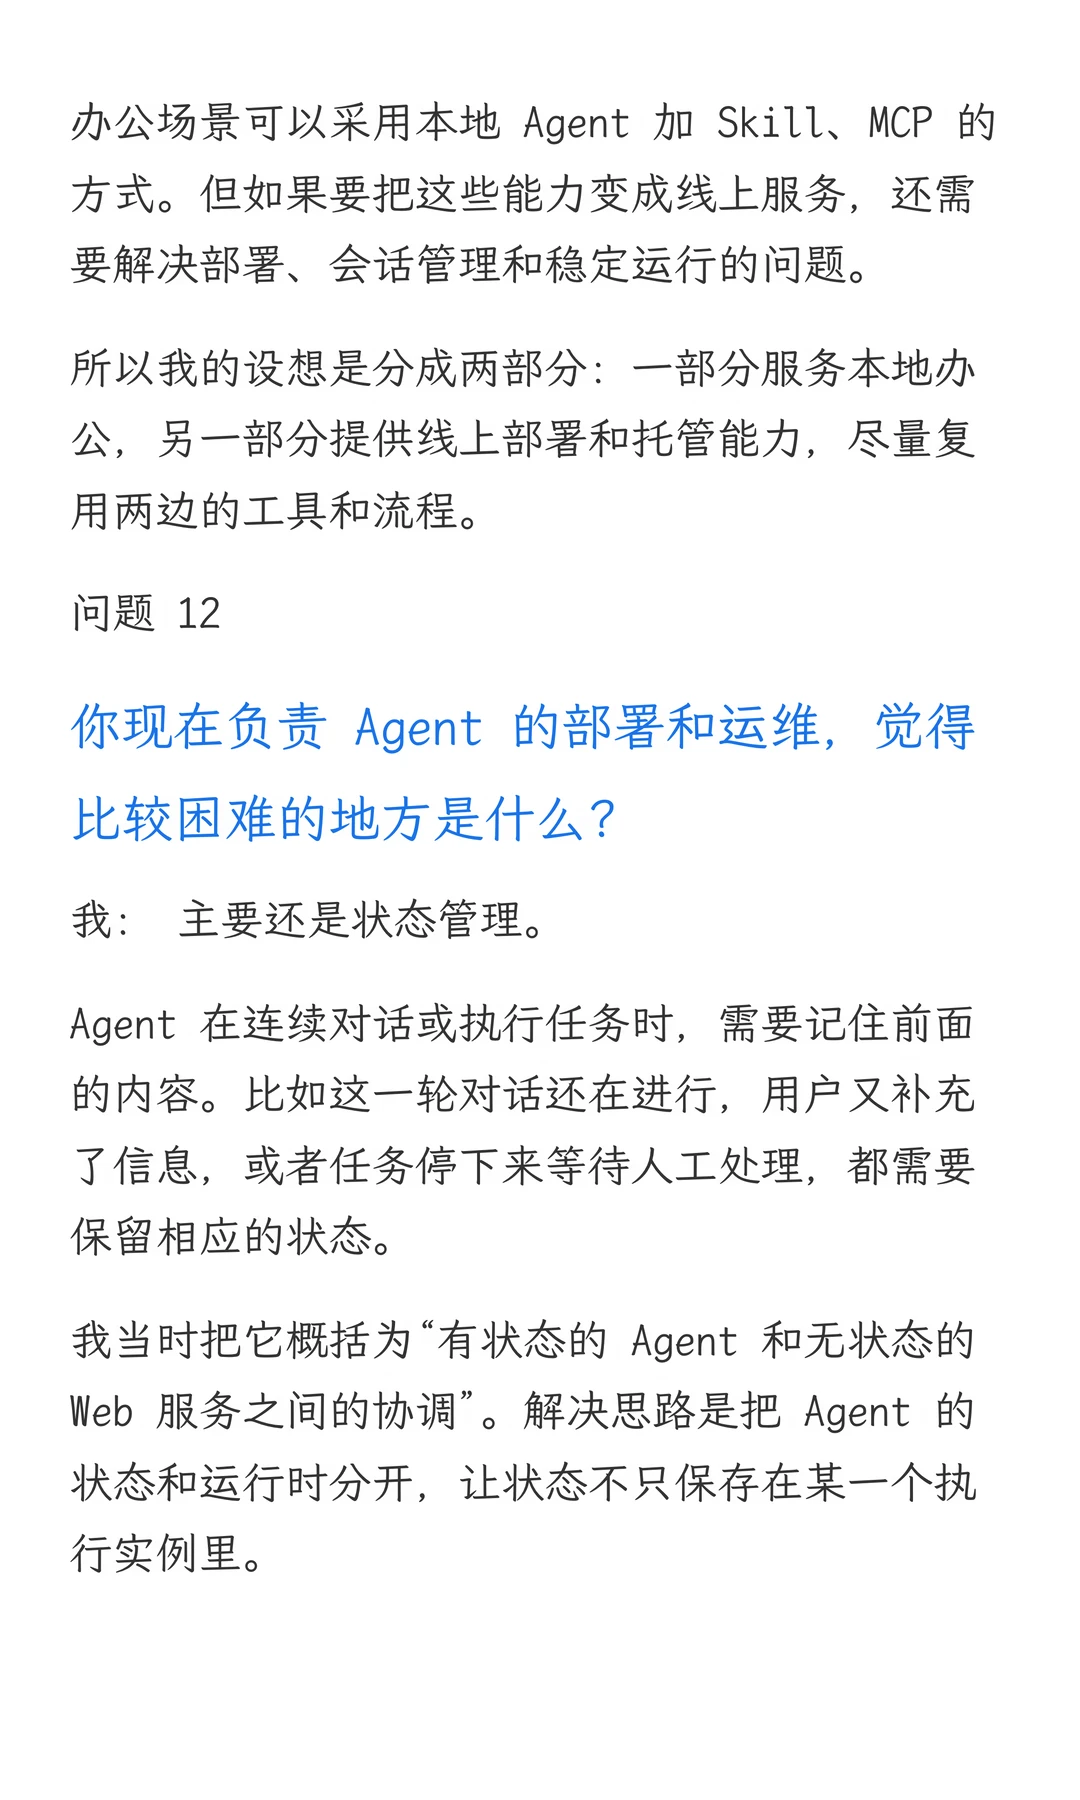 办公场景可以采用本地 Agent 加 Skill、MCP 的
方式。但如果要把这些能力变成线上服务，还需
要解决部署、会话管理和稳定运行的问题。
所以我的设想是分成两部分：一部分服务本地办
公，另一部分提供线上部署和托管能力，尽量复
用两边的工具和流程。
问题 12
你现在负责 Agent 的部署和运维，觉得
比较困难的地方是什么？
我： 主要还是状态管理。
Agent 在连续对话或执行任务时，需要记住前面
的内容。比如这一轮对话还在进行，用户又补充
了信息，或者任务停下来等待人工处理，都需要
保留相应的状态。
我当时把它概括为“有状态的 Agent 和无状态的
Web 服务之间的协调”。解决思路是把 Agent 的
状态和运行时分开，让状态不只保存在某一个执
行实例里。